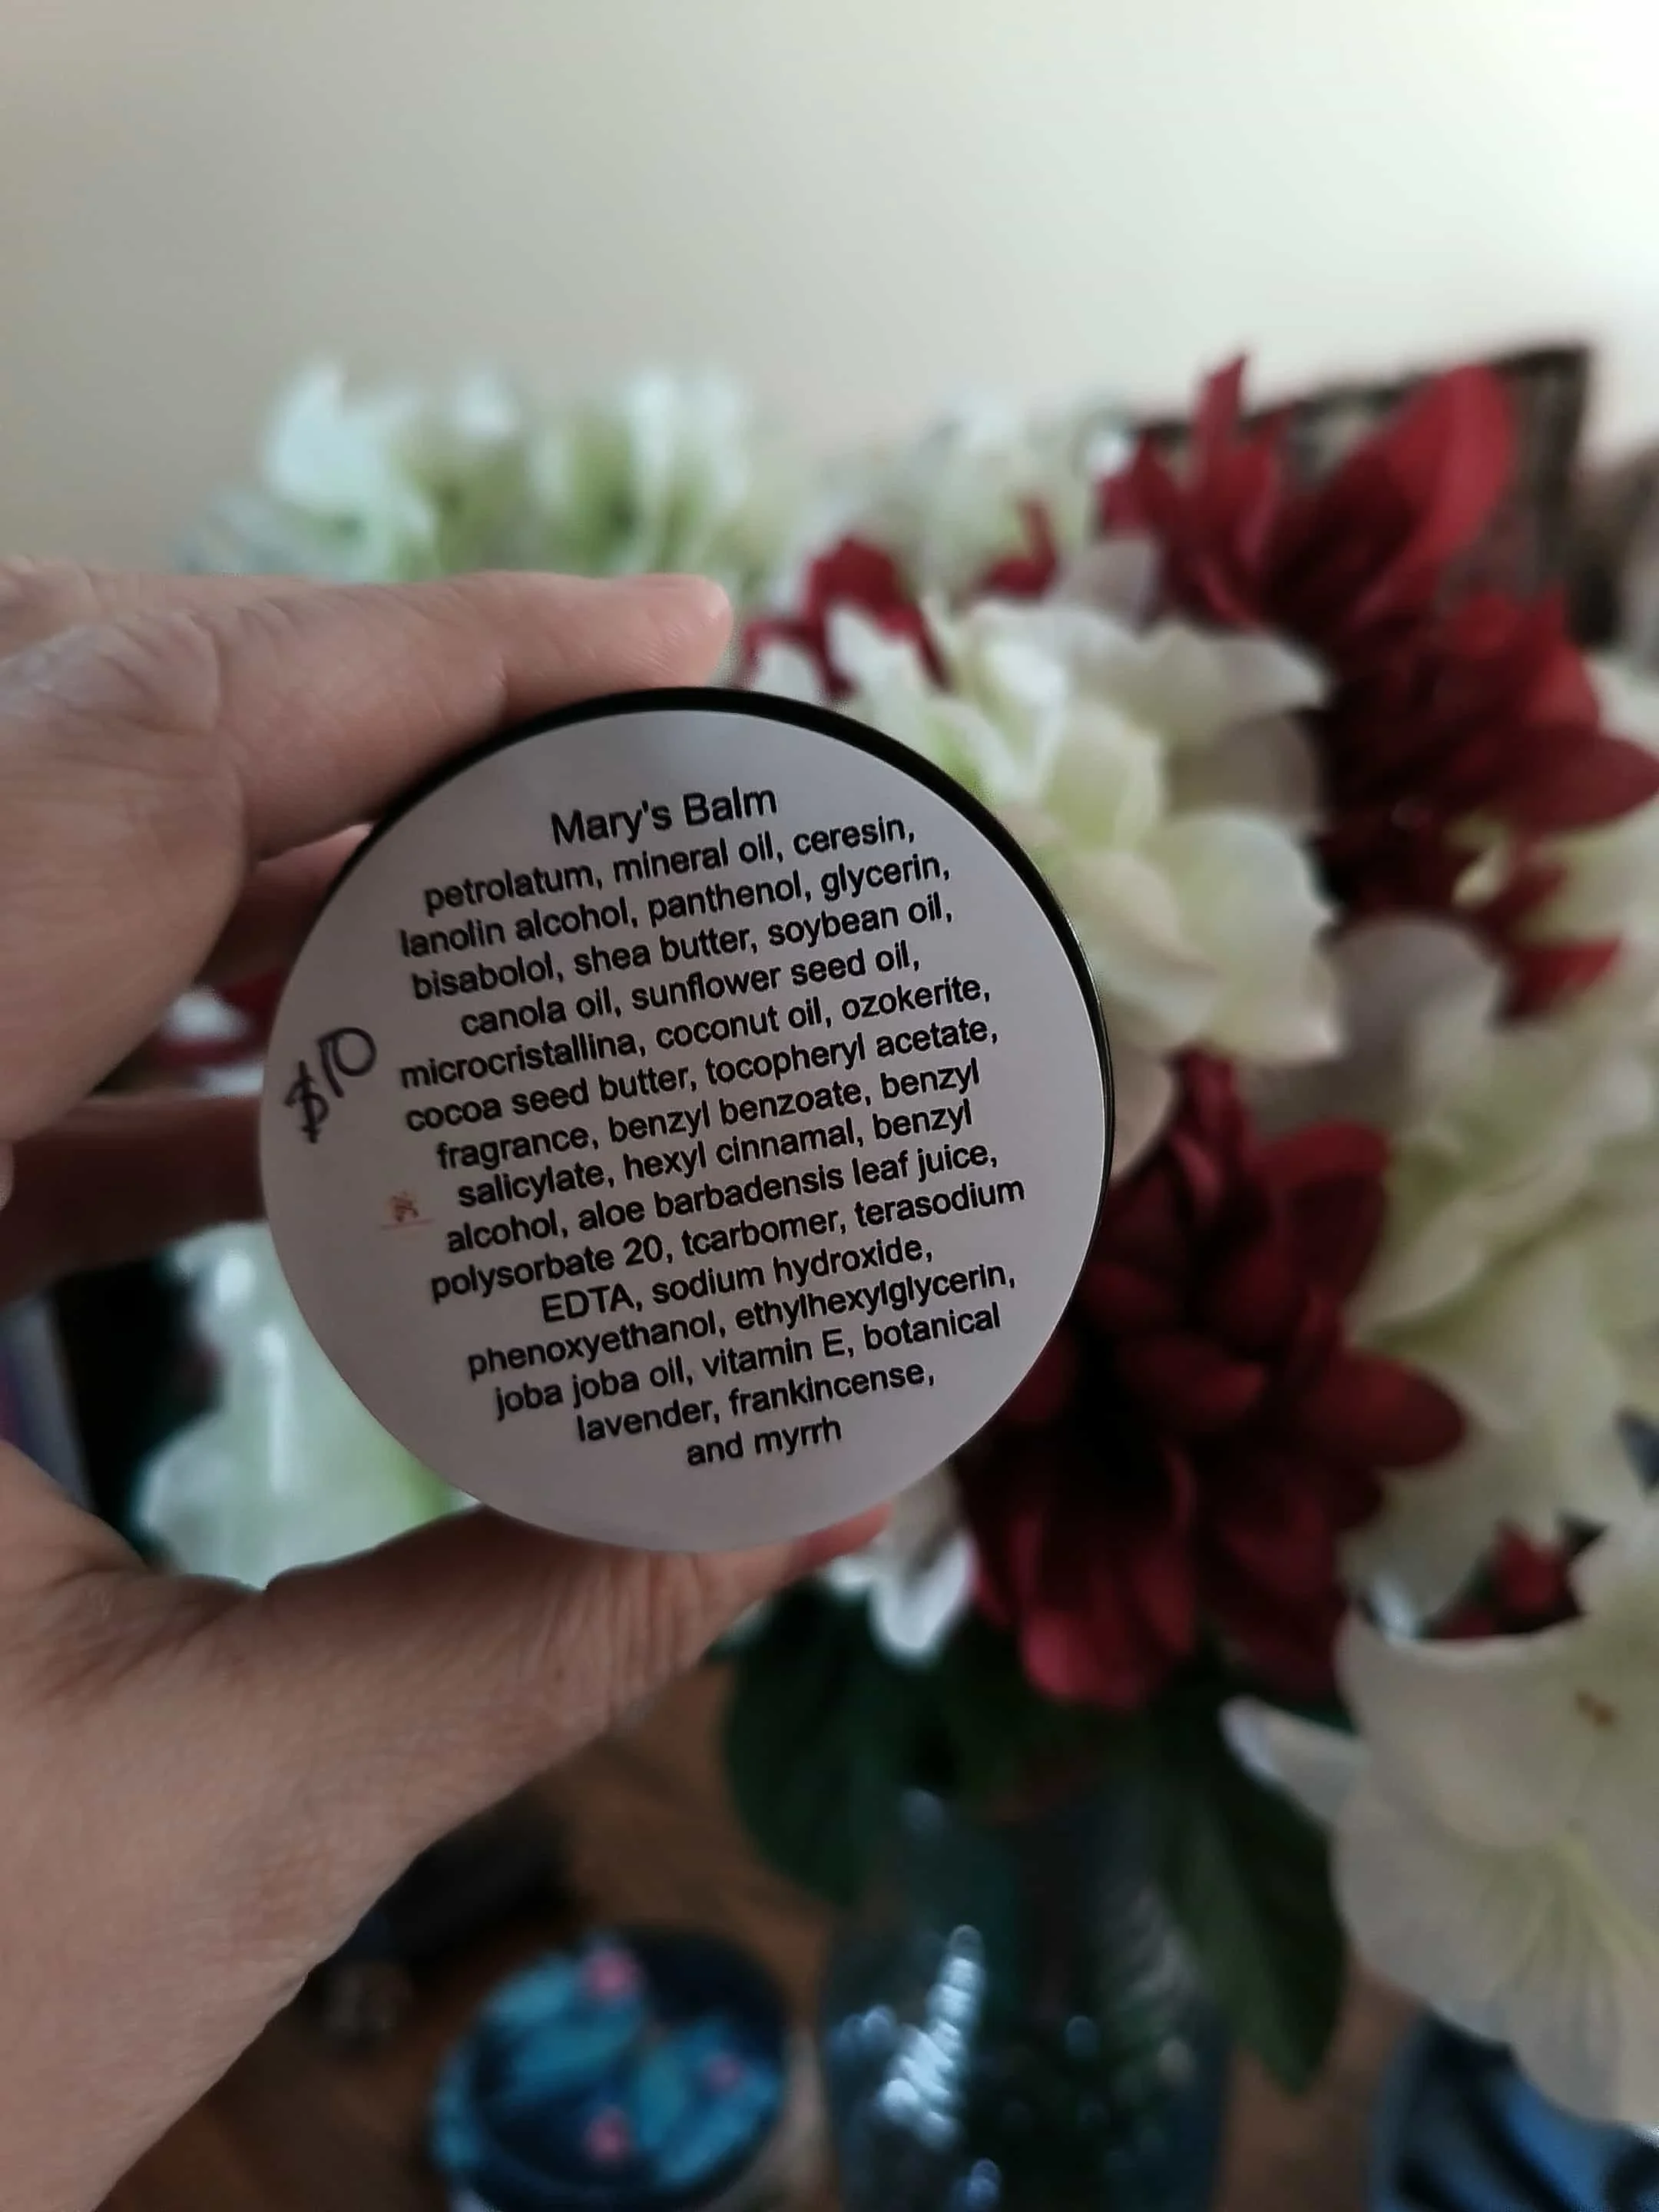 Mary's Balm
petrolatum, mineral oil, ceresin,
lanolin alcohol, panthenol, glycerin,
bisabolol, shea butter, soybean oil,
canola oil, sunflower seed oil,
microcristallina, coconut oil, ozokerite,
cocoa seed butter, tocopheryl acetate,
fragrance, benzyl benzoate, benzyl
salicylate, hexyl cinnamal, benzyl
alcohol, aloe barbadensis leaf juice,
polysorbate 20, tcarbomer, terasodium
EDTA, sodium hydroxide,
phenoxyethanol, ethylhexylglycerin,
joba joba oil, vitamin E, botanical
lavender, frankincense,
and myrrh
$10